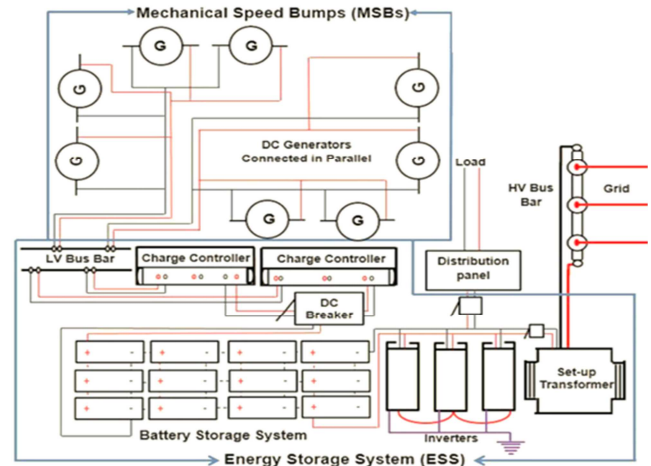 Mechanical Speed Bumps (MSBs)
G
G
G
G
G
G
DC Generators
Connected in Parallel
G
G
Load
HV Bus
Bar
Grid
LV Bus Bar
Charge Controller
Charge Controller
Distribution
panel
DC
Breaker
+ - + - + - + -
+ - + - + - + -
+ - + - + - + -
Set-up
Transformer
Battery Storage System
Inverters
Energy Storage System (ESS)